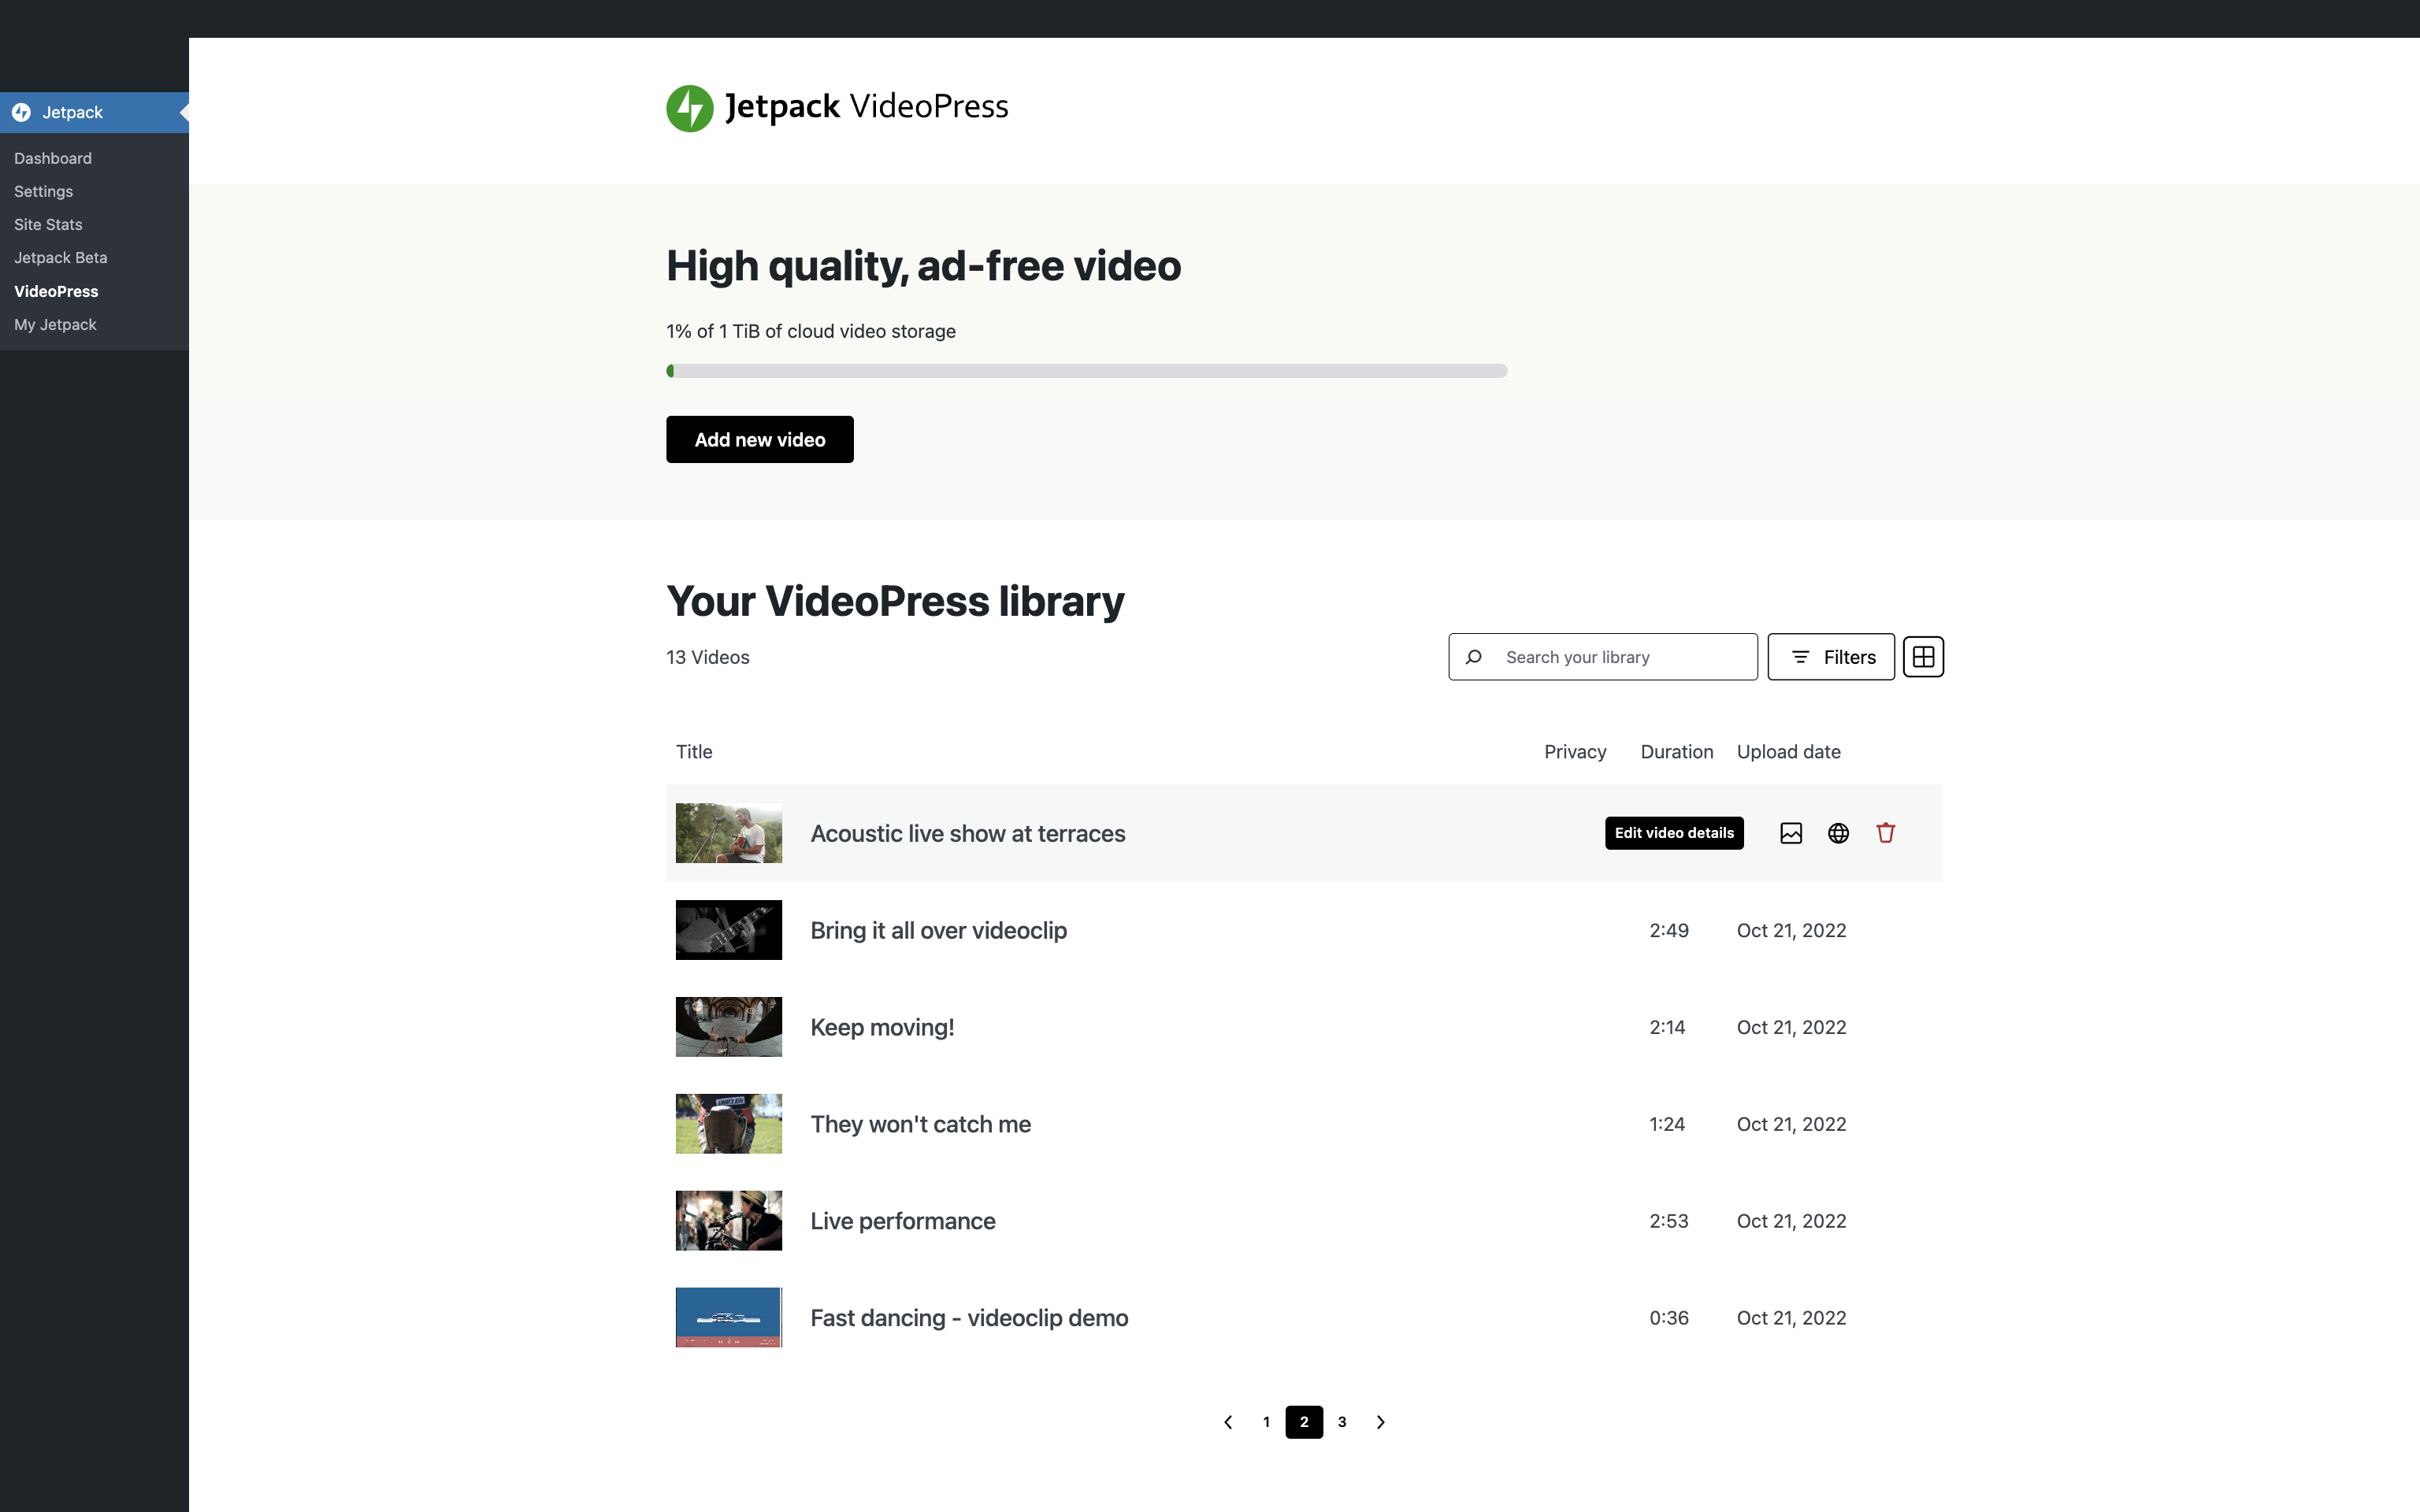 Jetpack
Dashboard
Settings
Site Stats
Jetpack Beta
VideoPress
My Jetpack
Jetpack VideoPress
High quality, ad-free video
1% of 1 TiB of cloud video storage
Add new video
Your VideoPress library
13 Videos
Search your library
Filters
Title Privacy Duration Upload date
Acoustic live show at terraces Edit video details
Bring it all over videoclip 2:49 Oct 21, 2022
Keep moving! 2:14 Oct 21, 2022
They won't catch me 1:24 Oct 21, 2022
Live performance 2:53 Oct 21, 2022
Fast dancing - videoclip demo 0:36 Oct 21, 2022
1 2 3